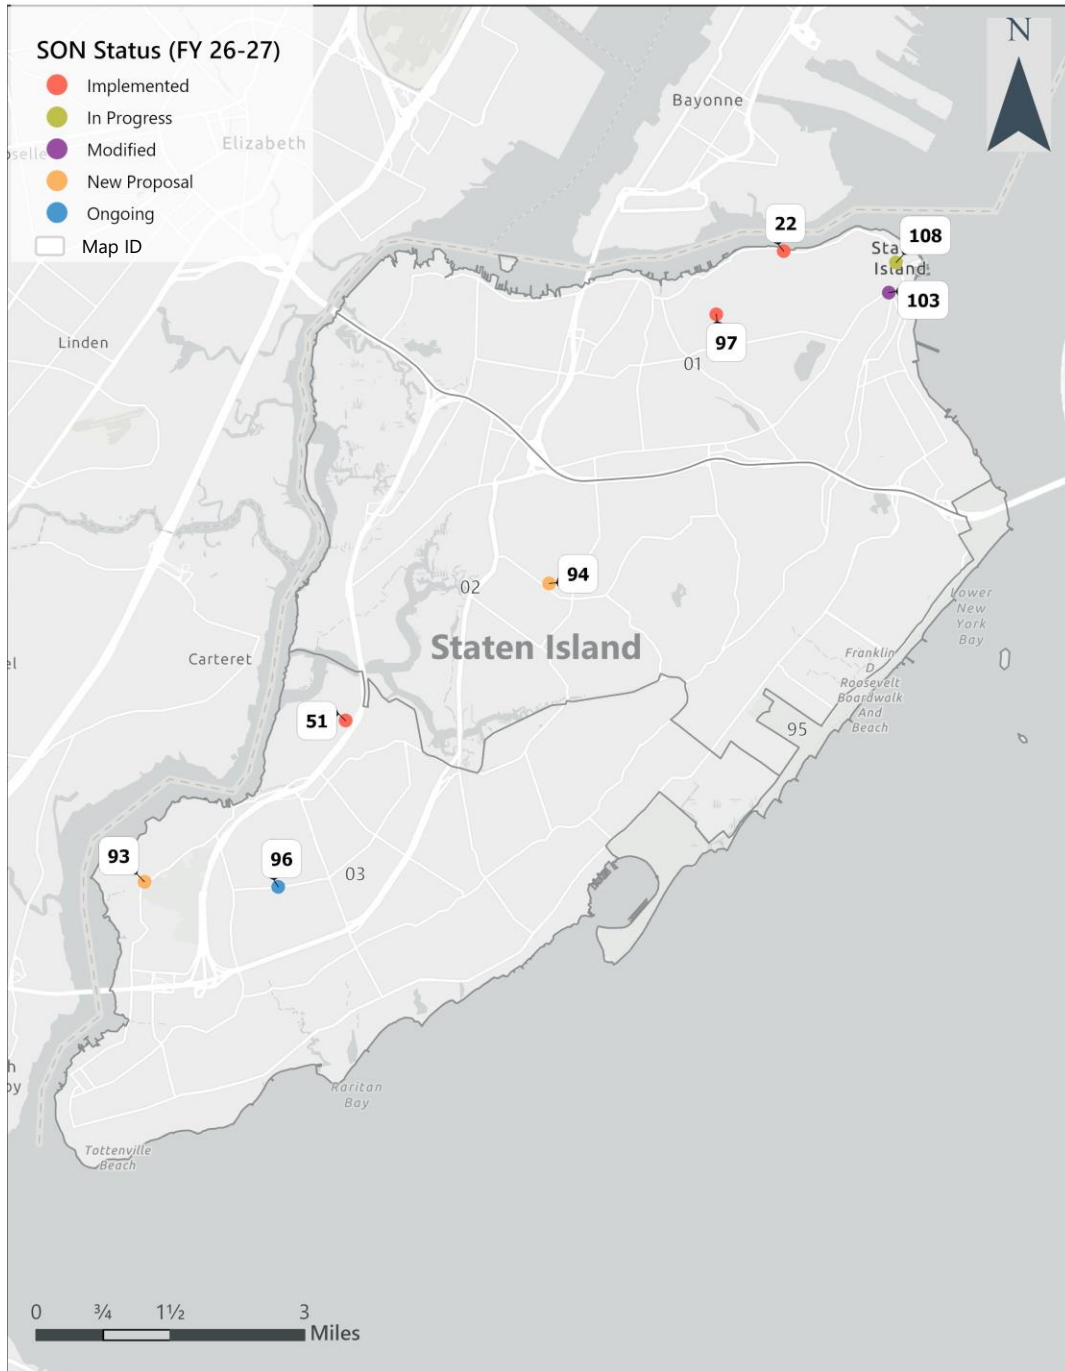 N
SON Status (FY 26-27)
Implemented
In Progress
Modified
New Proposal
Ongoing
Map ID
Elizabeth
Bayonne
22
108
Island
103
97
01
Linden
94
02
Staten Island
Carteret
Lower
New
York
Bay
Franklin
D
Roosevelt
Boardwalk
And
Beach
51
95
93
96
03
Raritan
Bay
Tottenville
Beach
0 ¾ 1½ 3
Miles